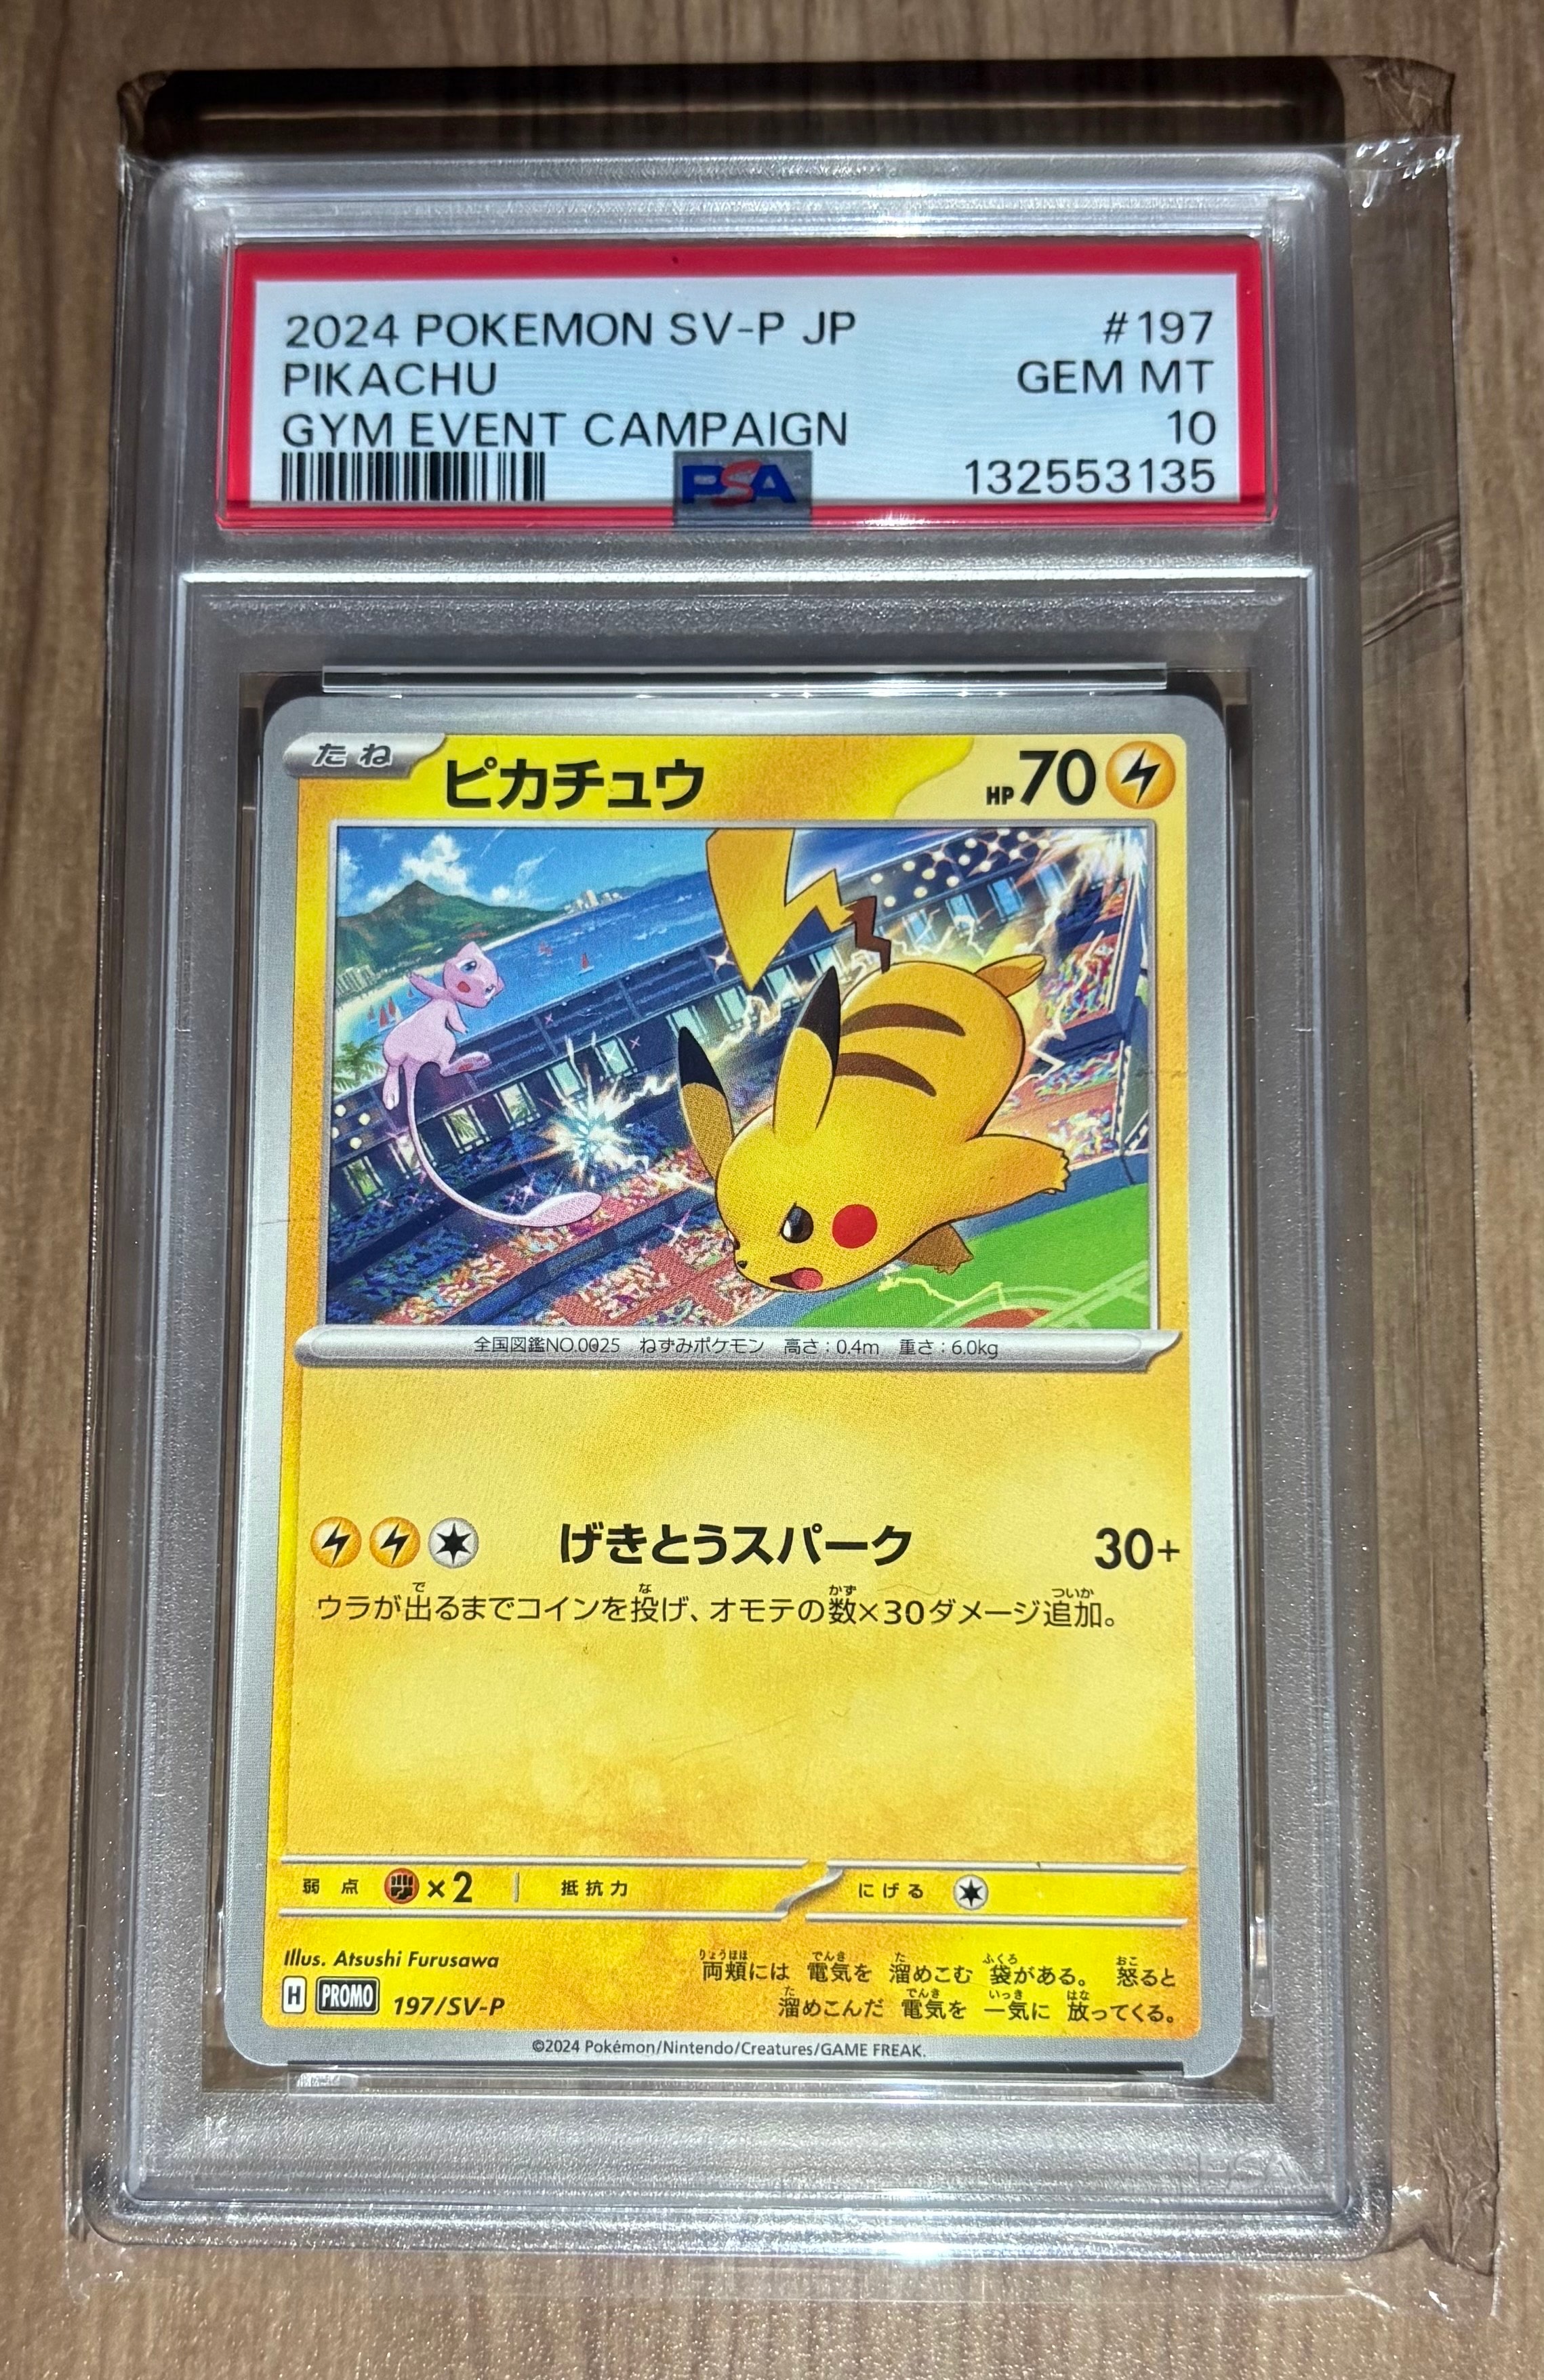 2024 POKEMON SV-P JP #197
PIKACHU GEM MT
GYM EVENT CAMPAIGN 10
PSA 132553135
たね ピカチュウ HP70
全国図鑑NO.0025 ねずみポケモン 高さ:0.4m 重さ:6.0kg
げきとうスパーク 30+
ウラが出るまでコインを投げ、オモテの数×30ダメージ追加。
弱点 ×2 抵抗力 にげる
Illus. Atsushi Furusawa
両頬には 電気を 溜めこむ 袋がある。 怒ると
溜めこんだ 電気を 一気に 放ってくる。
H PROMO 197/SV-P
©2024 Pokémon/Nintendo/Creatures/GAME FREAK.
PSA